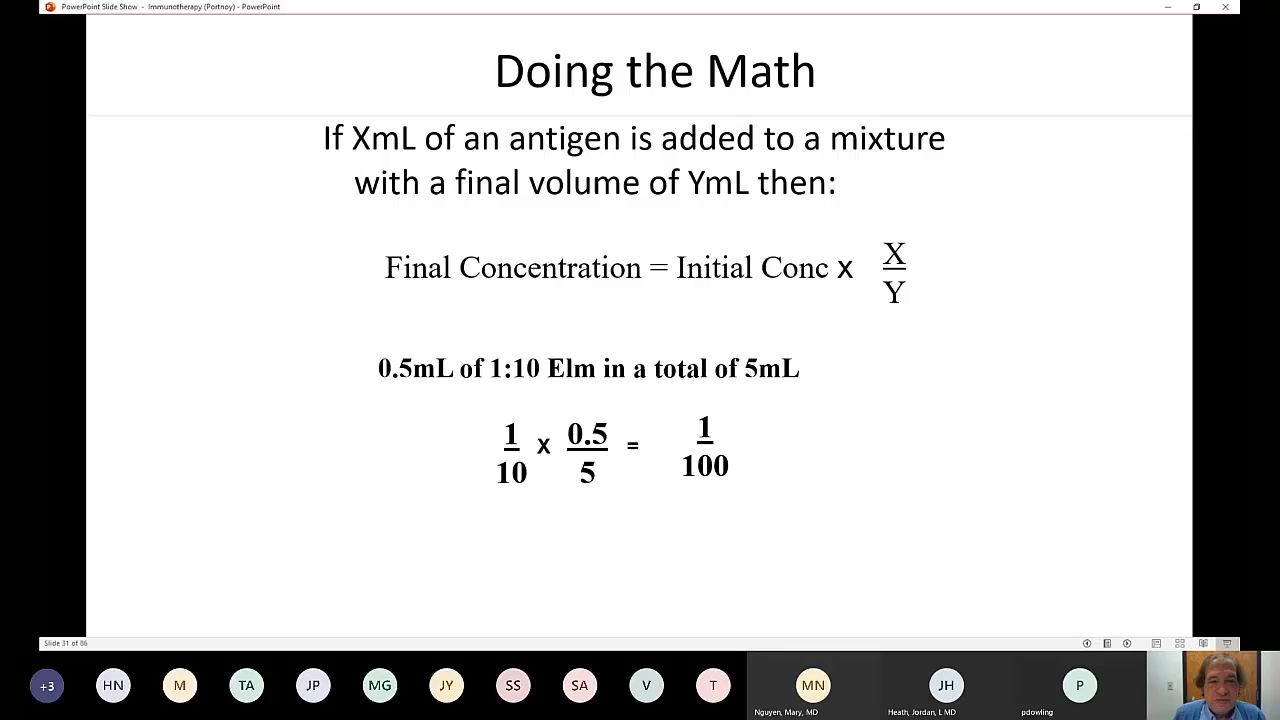 PowerPoint Slide Show - Immunotherapy (Portnoy) - PowerPoint
Doing the Math
If XmL of an antigen is added to a mixture
with a final volume of YmL then:
Final Concentration = Initial Conc x X/Y
0.5mL of 1:10 Elm in a total of 5mL
1/10 x 0.5/5 = 1/100
Slide 31 of 86
+3 HN M TA JP MG JY SS SA V T MN JH P
Nguyen, Mary, MD Heath, Jordan, L MD pdowling